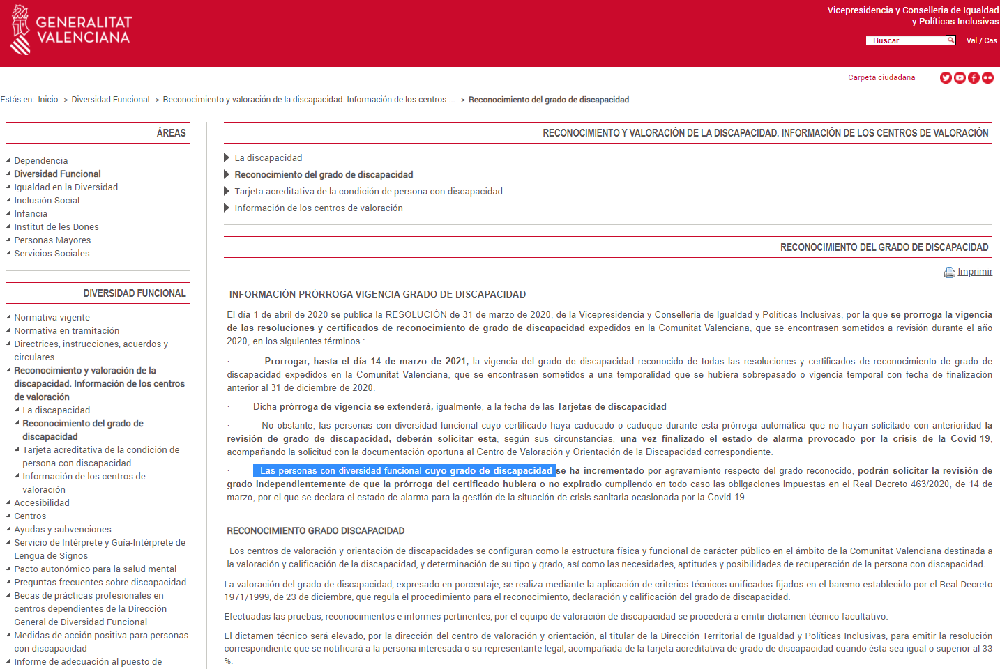 GENERALITAT
VALENCIANA
Vicepresidencia y Conselleria de Igualdad
y Políticas Inclusivas
Buscar
Val / Cas
Carpeta ciudadana
Estás en: Inicio > Diversidad Funcional > Reconocimiento y valoración de la discapacidad. Información de los centros ... > Reconocimiento del grado de discapacidad
ÁREAS
Dependencia
Diversidad Funcional
Igualdad en la Diversidad
Inclusión Social
Infancia
Institut de les Dones
Personas Mayores
Servicios Sociales
DIVERSIDAD FUNCIONAL
Normativa vigente
Normativa en tramitación
Directrices, instrucciones, acuerdos y
circulares
Reconocimiento y valoración de la
discapacidad. Información de los centros
de valoración
La discapacidad
Reconocimiento del grado de
discapacidad
Tarjeta acreditativa de la condición de
persona con discapacidad
Información de los centros de
valoración
Accesibilidad
Centros
Ayudas y subvenciones
Servicio de Intérprete y Guía-Intérprete de
Lengua de Signos
Pacto autonómico para la salud mental
Preguntas frecuentes sobre discapacidad
Becas de prácticas profesionales en
centros dependientes de la Dirección
General de Diversidad Funcional
Medidas de acción positiva para personas
con discapacidad
Informe de adecuación al puesto de
RECONOCIMIENTO Y VALORACIÓN DE LA DISCAPACIDAD. INFORMACIÓN DE LOS CENTROS DE VALORACIÓN
La discapacidad
Reconocimiento del grado de discapacidad
Tarjeta acreditativa de la condición de persona con discapacidad
Información de los centros de valoración
RECONOCIMIENTO DEL GRADO DE DISCAPACIDAD
Imprimir
INFORMACIÓN PRÓRROGA VIGENCIA GRADO DE DISCAPACIDAD
El día 1 de abril de 2020 se publica la RESOLUCIÓN de 31 de marzo de 2020, de la Vicepresidencia y Conselleria de Igualdad y Políticas Inclusivas, por la que se prorroga la vigencia
de las resoluciones y certificados de reconocimiento de grado de discapacidad expedidos en la Comunitat Valenciana, que se encontrasen sometidos a revisión durante el año
2020, en los siguientes términos :
· Prorrogar, hasta el día 14 de marzo de 2021, la vigencia del grado de discapacidad reconocido de todas las resoluciones y certificados de reconocimiento de grado de
discapacidad expedidos en la Comunitat Valenciana, que se encontrasen sometidos a una temporalidad que se hubiera sobrepasado o vigencia temporal con fecha de finalización
anterior al 31 de diciembre de 2020.
· Dicha prórroga de vigencia se extenderá, igualmente, a la fecha de las Tarjetas de discapacidad
· No obstante, las personas con diversidad funcional cuyo certificado haya caducado o caduque durante esta prórroga automática que no hayan solicitado con anterioridad la
revisión de grado de discapacidad, deberán solicitar esta, según sus circunstancias, una vez finalizado el estado de alarma provocado por la crisis de la Covid-19,
acompañando la solicitud con la documentación oportuna al Centro de Valoración y Orientación de la Discapacidad correspondiente.
· Las personas con diversidad funcional cuyo grado de discapacidad se ha incrementado por agravamiento respecto del grado reconocido, podrán solicitar la revisión de
grado independientemente de que la prórroga del certificado hubiera o no expirado cumpliendo en todo caso las obligaciones impuestas en el Real Decreto 463/2020, de 14 de
marzo, por el que se declara el estado de alarma para la gestión de la situación de crisis sanitaria ocasionada por la Covid-19.
RECONOCIMIENTO GRADO DISCAPACIDAD
Los centros de valoración y orientación de discapacidades se configuran como la estructura física y funcional de carácter público en el ámbito de la Comunitat Valenciana destinada a
la valoración y calificación de la discapacidad, y determinación de su tipo y grado, así como las necesidades, aptitudes y posibilidades de recuperación de la persona con discapacidad.
La valoración del grado de discapacidad, expresado en porcentaje, se realiza mediante la aplicación de criterios técnicos unificados fijados en el baremo establecido por el Real Decreto
1971/1999, de 23 de diciembre, que regula el procedimiento para el reconocimiento, declaración y calificación del grado de discapacidad.
Efectuadas las pruebas, reconocimientos e informes pertinentes, por el equipo de valoración de discapacidad se procederá a emitir dictamen técnico-facultativo.
El dictamen técnico será elevado, por la dirección del centro de valoración y orientación, al titular de la Dirección Territorial de Igualdad y Políticas Inclusivas, para emitir la resolución
correspondiente que se notificará a la persona interesada o su representante legal, acompañada de la tarjeta acreditativa de grado de discapacidad cuando ésta sea igual o superior al 33
%.